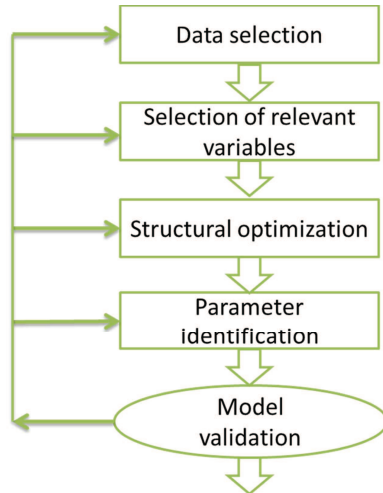 Data selection
Selection of relevant
variables
Structural optimization
Parameter
identification
Model
validation